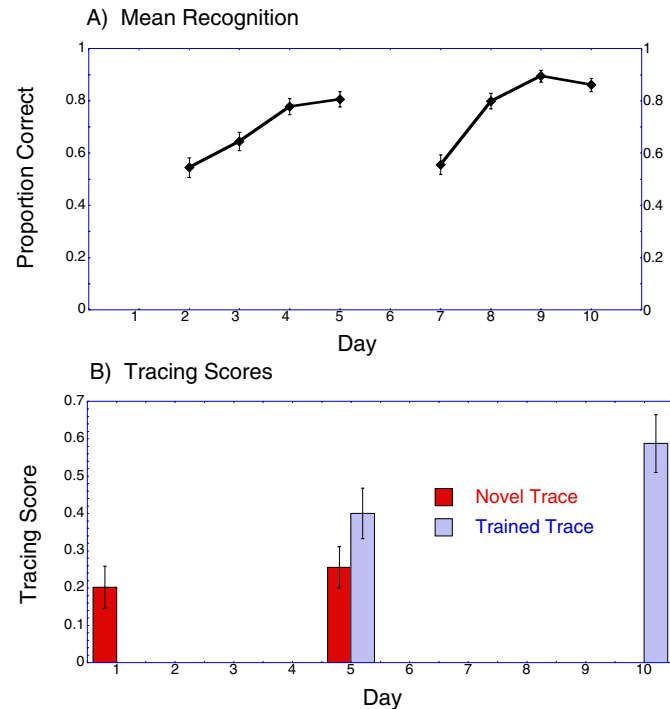 A) Mean Recognition
1 1
0.8 0.8
0.6 0.6
0.4 0.4
0.2 0.2
0 0
1 2 3 4 5 6 7 8 9 10
Proportion Correct
Day
B) Tracing Scores
0.7
0.6
0.5
0.4
0.3
0.2
0.1
0
Novel Trace
Trained Trace
1 2 3 4 5 6 7 8 9 10
Tracing Score
Day